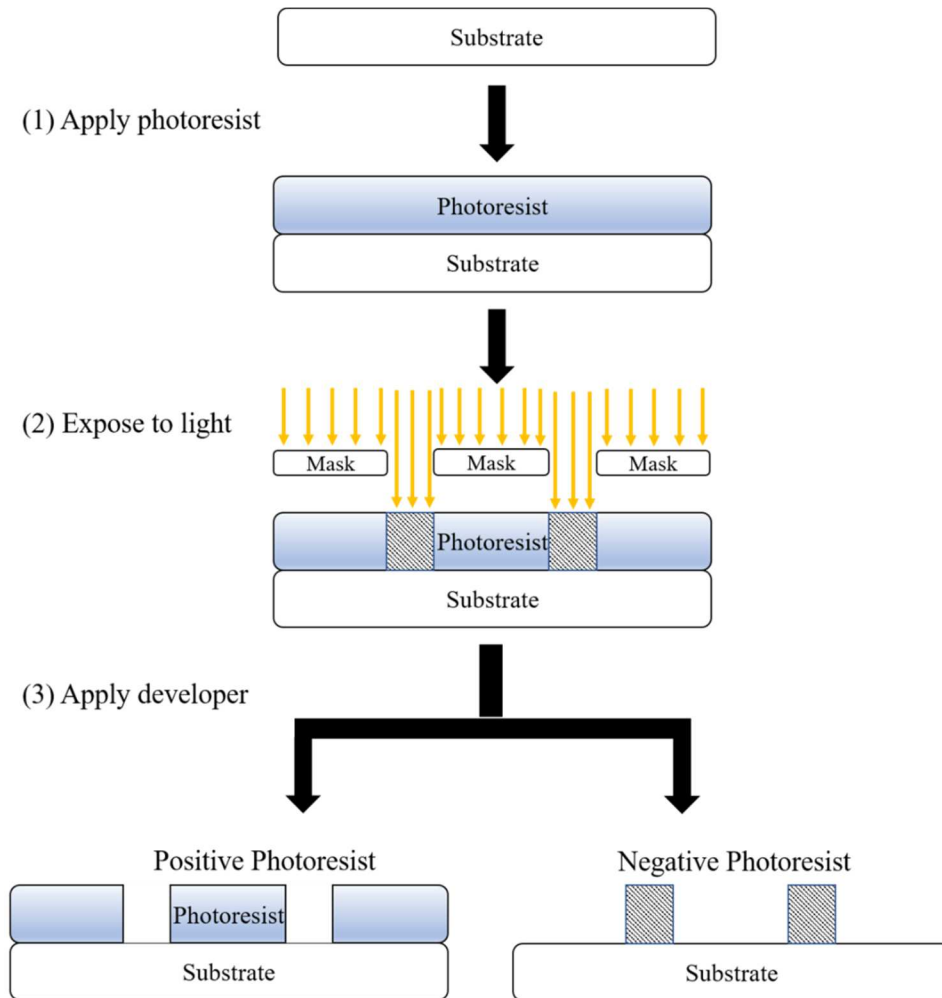 Substrate
(1) Apply photoresist
Photoresist
Substrate
(2) Expose to light
Mask Mask Mask
Photoresist
Substrate
(3) Apply developer
Positive Photoresist
Photoresist
Substrate
Negative Photoresist
Substrate